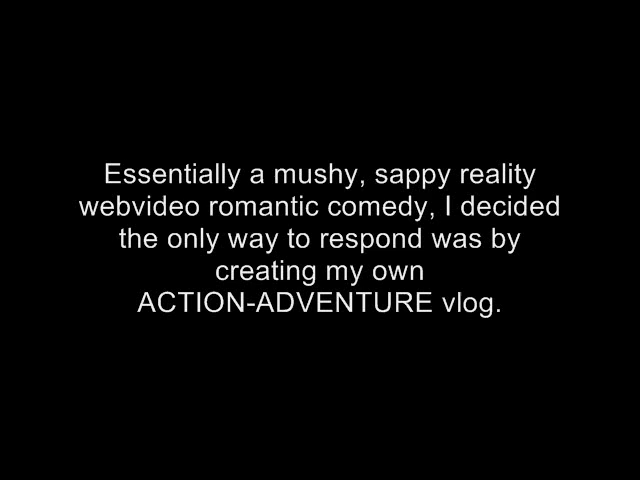 Essentially a mushy, sappy reality
webvideo romantic comedy, I decided
the only way to respond was by
creating my own
ACTION-ADVENTURE vlog.